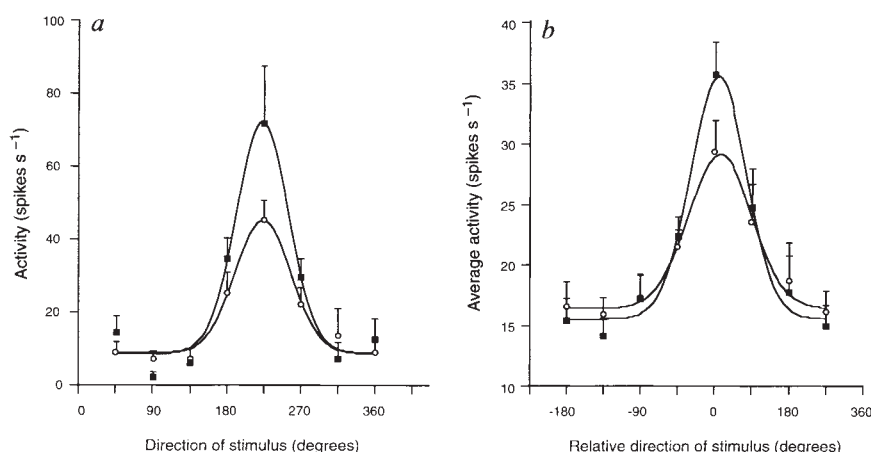 a
Activity (spikes s⁻¹)
100
80
60
40
20
0
0 90 180 270 360
Direction of stimulus (degrees)
b
Average activity (spikes s⁻¹)
40
35
30
25
20
15
10
-180 -90 0 90 180 360
Relative direction of stimulus (degrees)